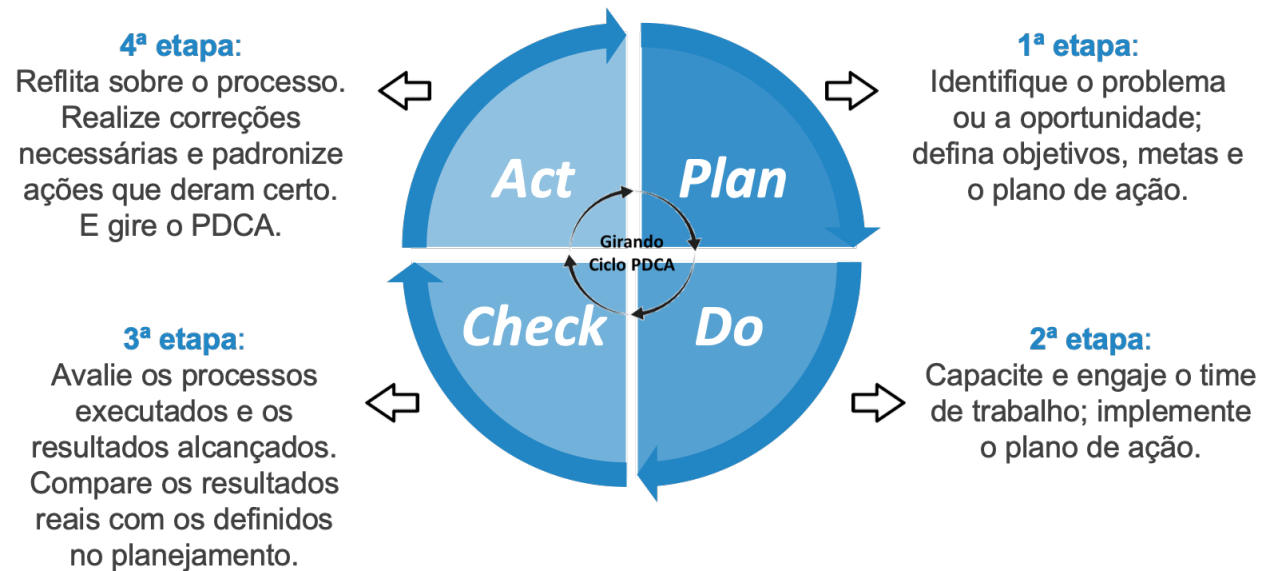 4ª etapa:
Reflita sobre o processo.
Realize correções
necessárias e padronize
ações que deram certo.
E gire o PDCA.
1ª etapa:
Identifique o problema
ou a oportunidade;
defina objetivos, metas e
o plano de ação.
Act
Plan
Girando
Ciclo PDCA
Check
Do
3ª etapa:
Avalie os processos
executados e os
resultados alcançados.
Compare os resultados
reais com os definidos
no planejamento.
2ª etapa:
Capacite e engaje o time
de trabalho; implemente
o plano de ação.